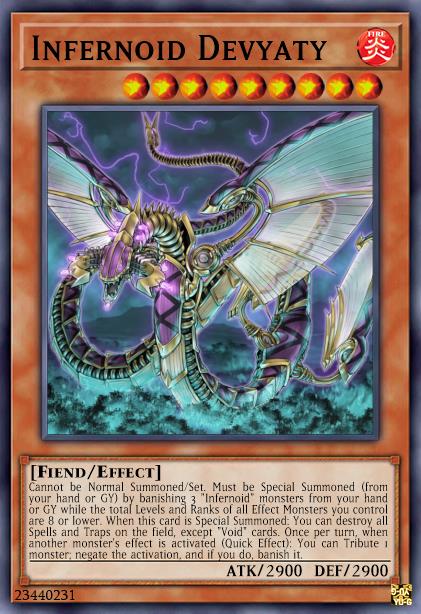 INFERNOID DEVYATY
FIRE
炎
[FIEND/EFFECT]
Cannot be Normal Summoned/Set. Must be Special Summoned (from
your hand or GY) by banishing 3 "Infernoid" monsters from your hand
or GY while the total Levels and Ranks of all Effect Monsters you control
are 8 or lower. When this card is Special Summoned: You can destroy all
Spells and Traps on the field, except "Void" cards. Once per turn, when
another monster's effect is activated (Quick Effect): You can Tribute 1
monster; negate the activation, and if you do, banish it.
ATK/2900 DEF/2900
23440231